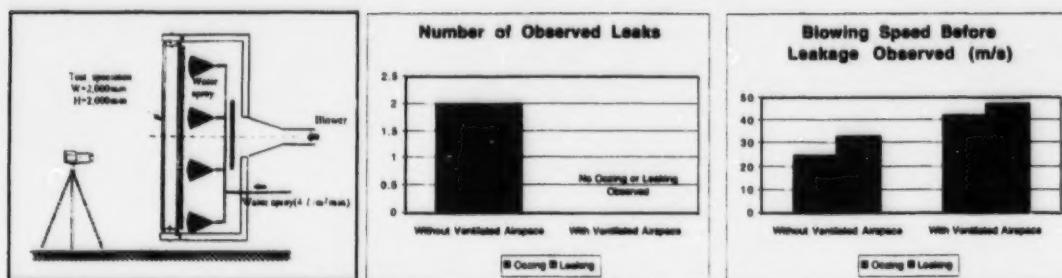 Test specimen
W=2,000mm
H=2,000mm
Water
spray
Blower
Water spray(4 l /m²/min)
Number of Observed Leaks
2.5
2
1.5
1
0.5
0
No Oozing or Leaking
Observed
Without Ventilated Airspace With Ventilated Airspace
Oozing Leaking
Blowing Speed Before
Leakage Observed (m/s)
50
40
30
20
10
0
Without Ventilated Airspace With Ventilated Airspace
Oozing Leaking